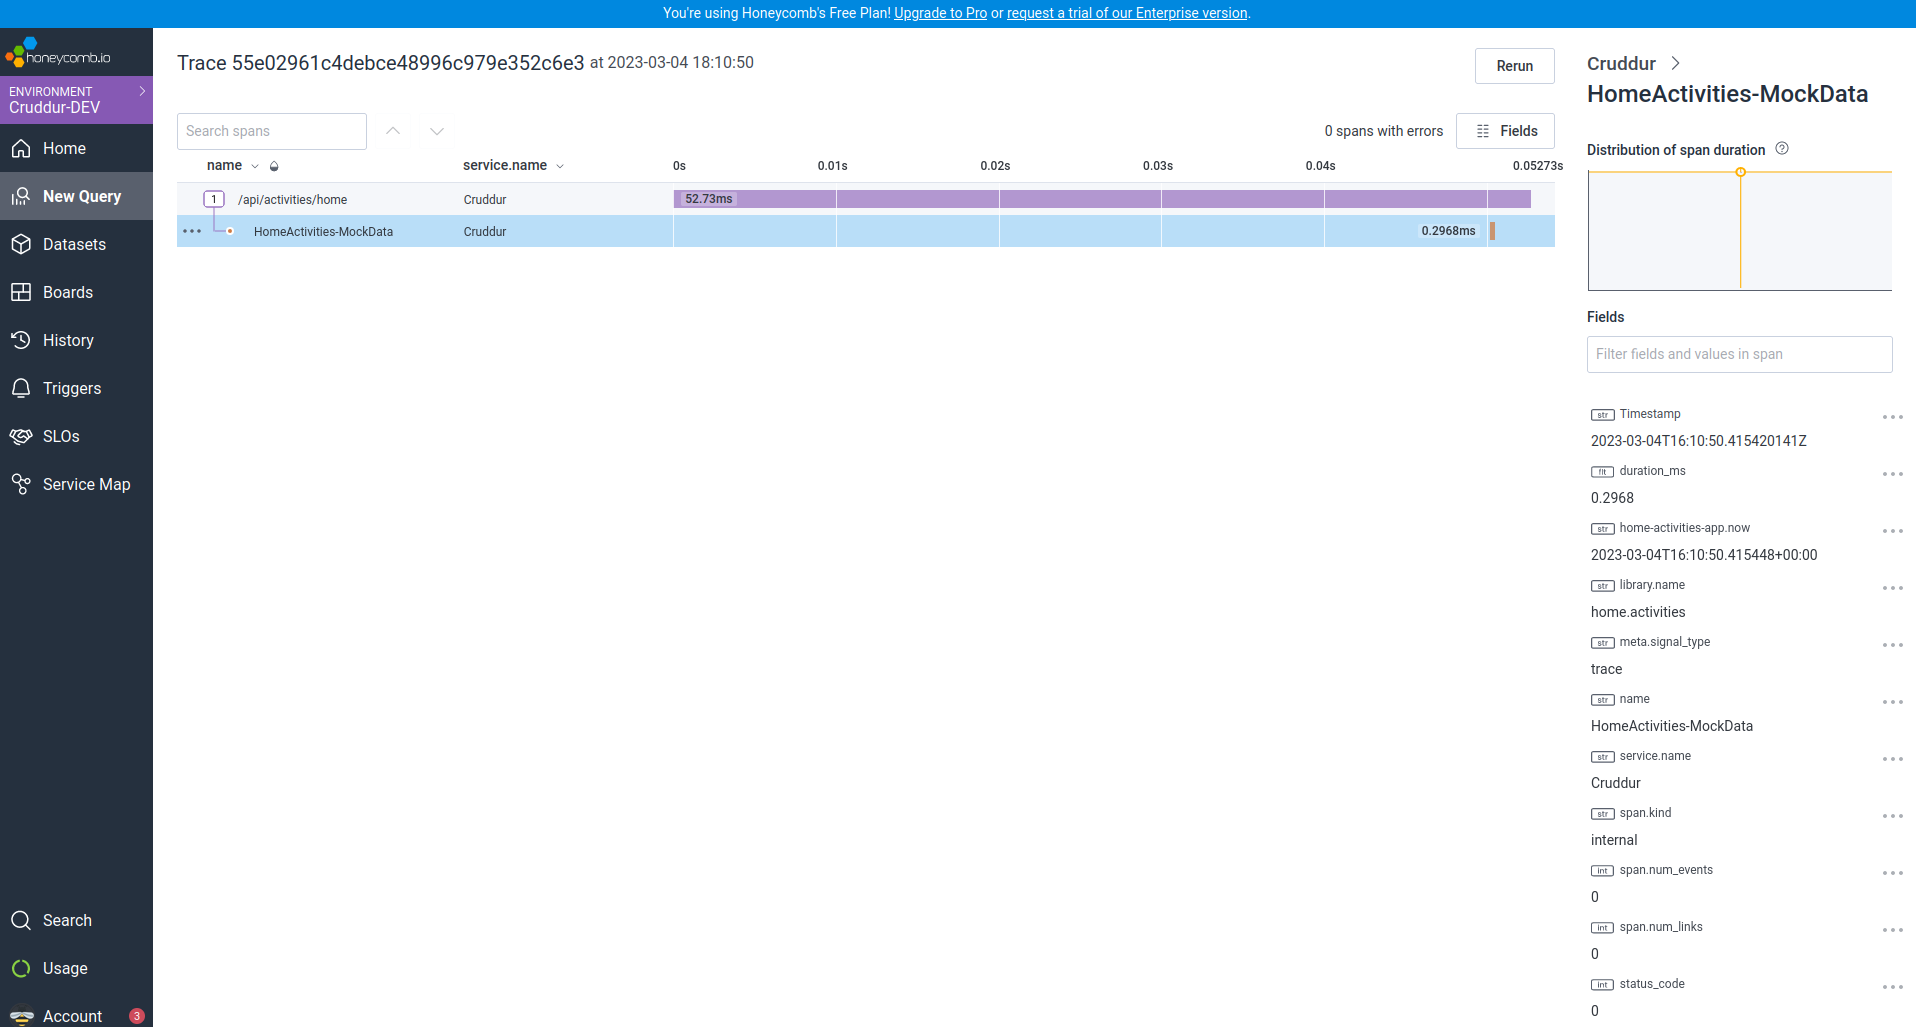 You're using Honeycomb's Free Plan! Upgrade to Pro or request a trial of our Enterprise version.
honeycomb.io
ENVIRONMENT
Cruddur-DEV
Home
New Query
Datasets
Boards
History
Triggers
SLOs
Service Map
Search
Usage
Account 3
Trace 55e02961c4debce48996c979e352c6e3 at 2023-03-04 18:10:50
Rerun
Search spans
0 spans with errors
Fields
name service.name 0s 0.01s 0.02s 0.03s 0.04s 0.05273s
1 /api/activities/home Cruddur 52.73ms
HomeActivities-MockData Cruddur 0.2968ms
Cruddur
HomeActivities-MockData
Distribution of span duration
Fields
Filter fields and values in span
str Timestamp
2023-03-04T16:10:50.415420141Z
flt duration_ms
0.2968
str home-activities-app.now
2023-03-04T16:10:50.415448+00:00
str library.name
home.activities
str meta.signal_type
trace
str name
HomeActivities-MockData
str service.name
Cruddur
str span.kind
internal
int span.num_events
0
int span.num_links
0
int status_code
0